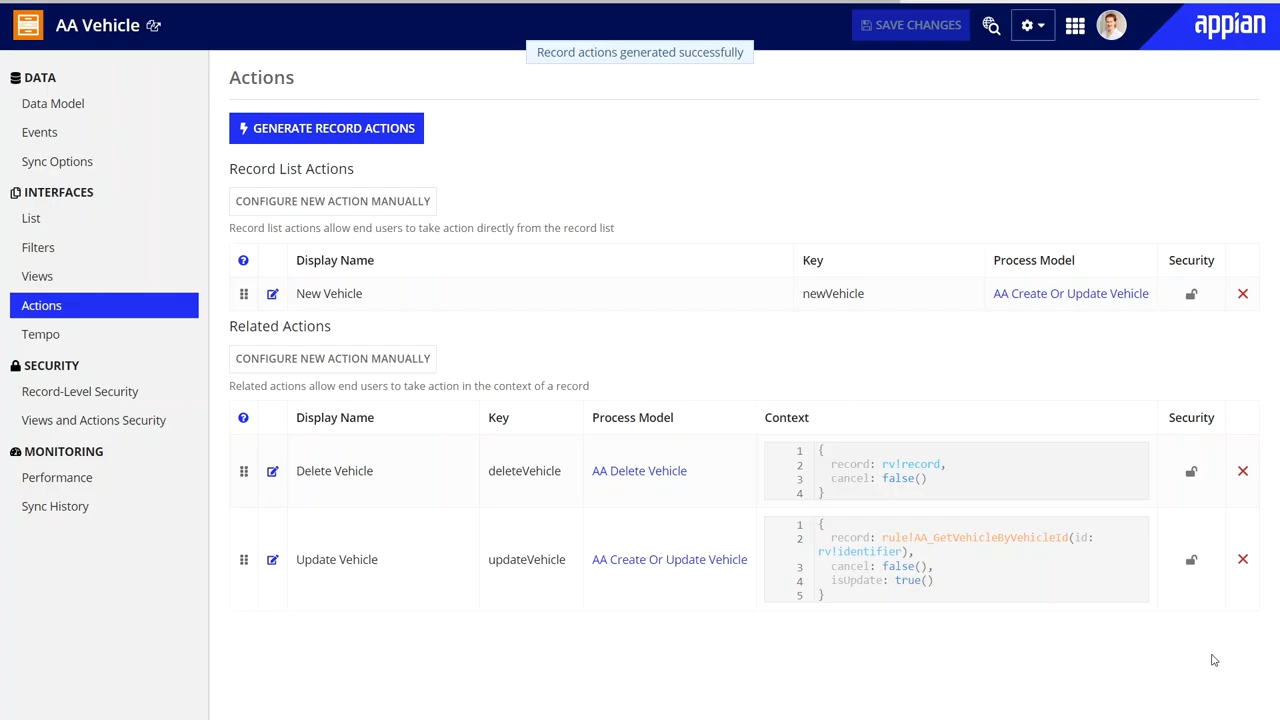 AA Vehicle
SAVE CHANGES
appian
Record actions generated successfully
DATA
Data Model
Events
Sync Options
INTERFACES
List
Filters
Views
Actions
Tempo
SECURITY
Record-Level Security
Views and Actions Security
MONITORING
Performance
Sync History
Actions
GENERATE RECORD ACTIONS
Record List Actions
CONFIGURE NEW ACTION MANUALLY
Record list actions allow end users to take action directly from the record list
? Display Name Key Process Model Security
New Vehicle newVehicle AA Create Or Update Vehicle
Related Actions
CONFIGURE NEW ACTION MANUALLY
Related actions allow end users to take action in the context of a record
? Display Name Key Process Model Context Security
Delete Vehicle deleteVehicle AA Delete Vehicle
1 {
2 record: rv!record,
3 cancel: false()
4 }
Update Vehicle updateVehicle AA Create Or Update Vehicle
1 {
2 record: rule!AA_GetVehicleByVehicleId(id:
rv!identifier),
3 cancel: false(),
4 isUpdate: true()
5 }